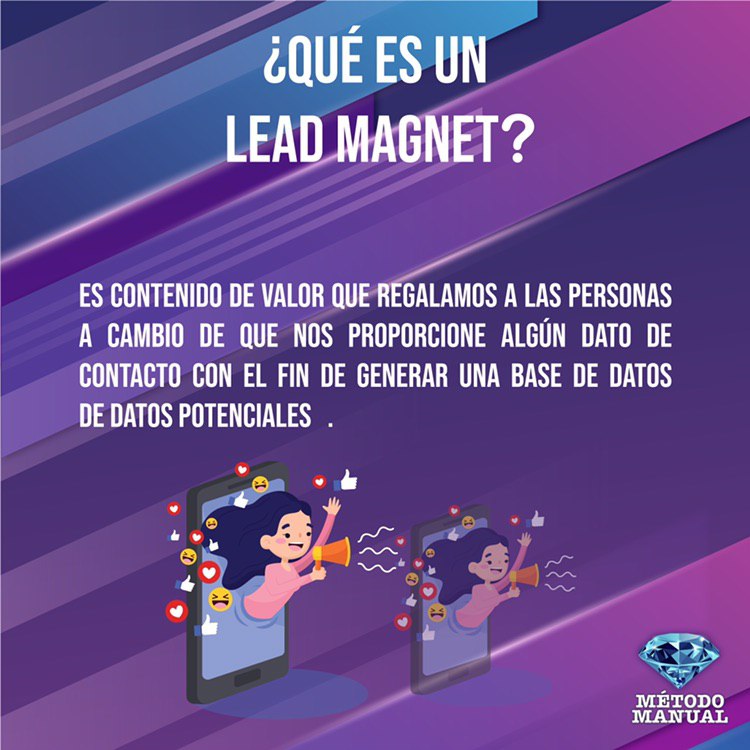 ¿QUÉ ES UN
LEAD MAGNET?
ES CONTENIDO DE VALOR QUE REGALAMOS A LAS PERSONAS
A CAMBIO DE QUE NOS PROPORCIONE ALGÚN DATO DE
CONTACTO CON EL FIN DE GENERAR UNA BASE DE DATOS
DE DATOS POTENCIALES .
MÉTODO
MANUAL